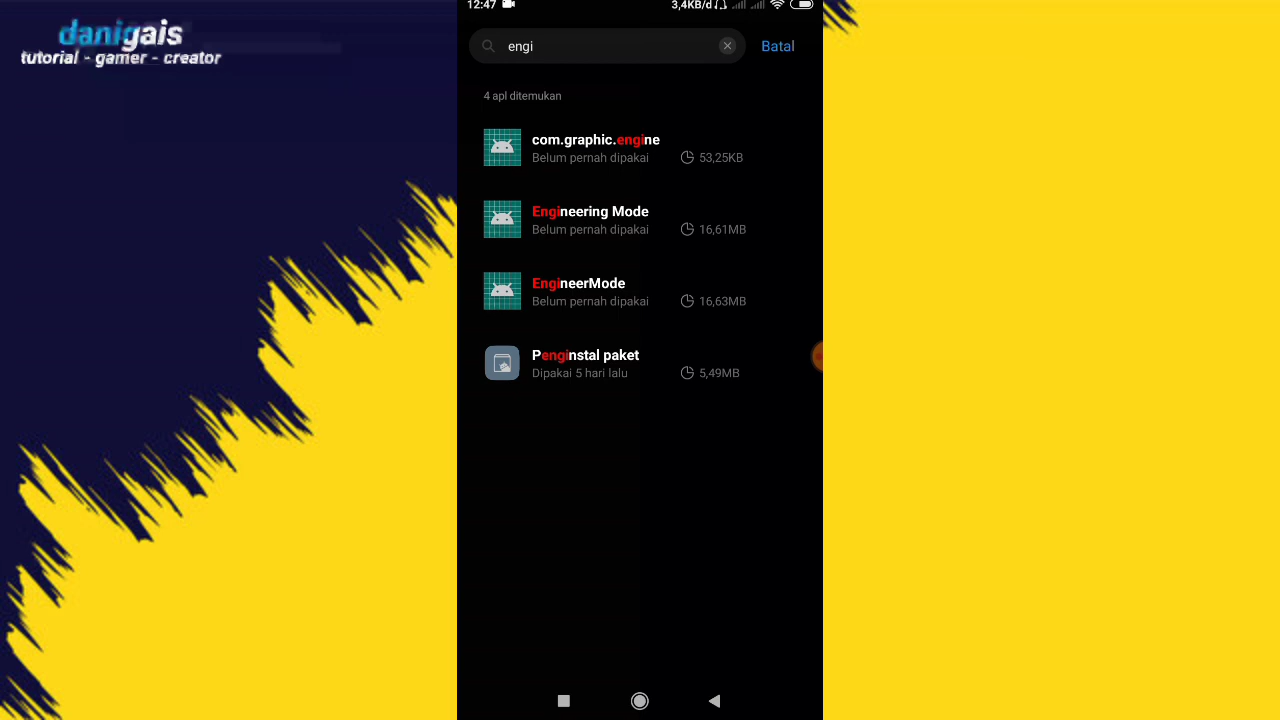 danigais
tutorial - gamer - creator
12:47 3,4KB/d
engi
Batal
4 apl ditemukan
com.graphic.engine
Belum pernah dipakai 53,25KB
Engineering Mode
Belum pernah dipakai 16,61MB
EngineerMode
Belum pernah dipakai 16,63MB
Penginstal paket
Dipakai 5 hari lalu 5,49MB